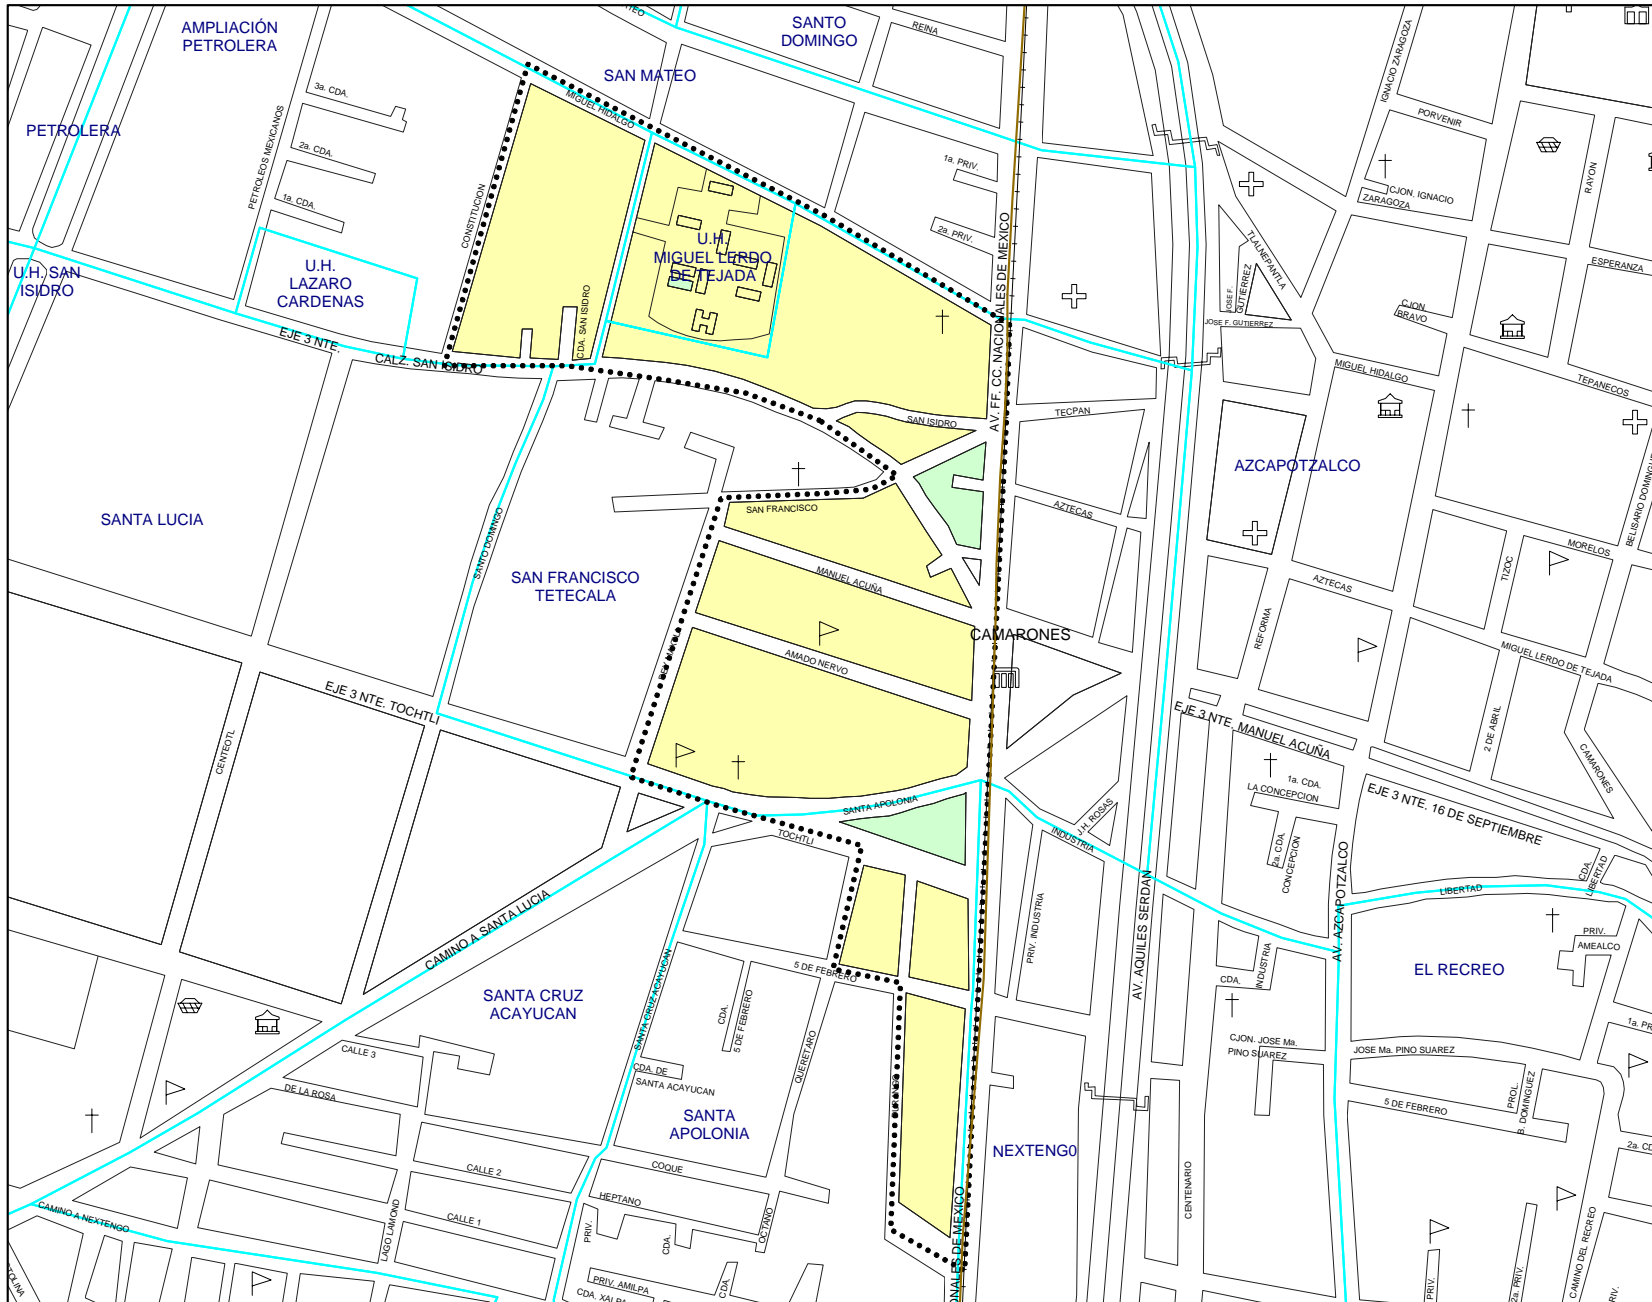 AMPLIACIÓN
PETROLERA
SANTO
DOMINGO
REINA
SAN MATEO
IGNACIO ZARAGOZA
PETROLERA
3a. CDA.
MIGUEL HIDALGO
PORVENIR
2a. CDA.
PETROLEOS MEXICANOS
1a. PRIV.
RAYON
1a. CDA.
CONSTITUCION
CJON. IGNACIO
ZARAGOZA
2a. PRIV.
AV. FF. CC. NACIONALES DE MEXICO
TLALNEPANTLA
U.H.
MIGUEL LERDO
DE TEJADA
U.H. SAN
ISIDRO
U.H.
LAZARO
CARDENAS
ESPERANZA
JOSE F.
GUTIERREZ
CJON.
BRAVO
JOSE F. GUTIERREZ
CDA. SAN ISIDRO
EJE 3 NTE.
CALZ. SAN ISIDRO
MIGUEL HIDALGO
TEPANECOS
SAN ISIDRO
TECPAN
AZCAPOTZALCO
BELISARIO DOMINGUEZ
SANTA LUCIA
SANTO DOMINGO
SAN FRANCISCO
AZTECAS
MORELOS
TIZOC
SAN FRANCISCO
TETECALA
MANUEL ACUÑA
AZTECAS
REFORMA
CAMARONES
AMADO NERVO
MIGUEL LERDO DE TEJADA
EJE 3 NTE. TOCHTLI
EJE 3 NTE. MANUEL ACUÑA
2 DE ABRIL
CAMARONES
CENTEOTL
1a. CDA.
LA CONCEPCION
EJE 3 NTE. 16 DE SEPTIEMBRE
SANTA APOLONIA
TOCHTLI
J.H. ROSAS
INDUSTRIA
2a. CDA.
CONCEPCION
AV. AZCAPOTZALCO
CDA.
LIBERTAD
LIBERTAD
AV. AQUILES SERDAN
CAMINO A SANTA LUCIA
PRIV. INDUSTRIA
PRIV.
AMEALCO
EL RECREO
5 DE FEBRERO
INDUSTRIA
CDA.
SANTA CRUZ
ACAYUCAN
SANTA CRUZ ACAYUCAN
CDA.
5 DE FEBRERO
QUERETARO
CALLE 3
CJON. JOSE Ma.
PINO SUAREZ
JOSE Ma. PINO SUAREZ
CDA. DE
SANTA ACAYUCAN
DE LA ROSA
PROL.
B. DOMINGUEZ
5 DE FEBRERO
SANTA
APOLONIA
NEXTENG0
CALLE 2
COQUE
HEPTANO
CENTENARIO
CAMINO A NEXTENGO
LAGO LAMOND
CALLE 1
PRIV.
CDA.
OCTANO
CAMINO DEL RECREO
PRIV. AMILPA
CDA.
PRIV.
2a. PRIV.